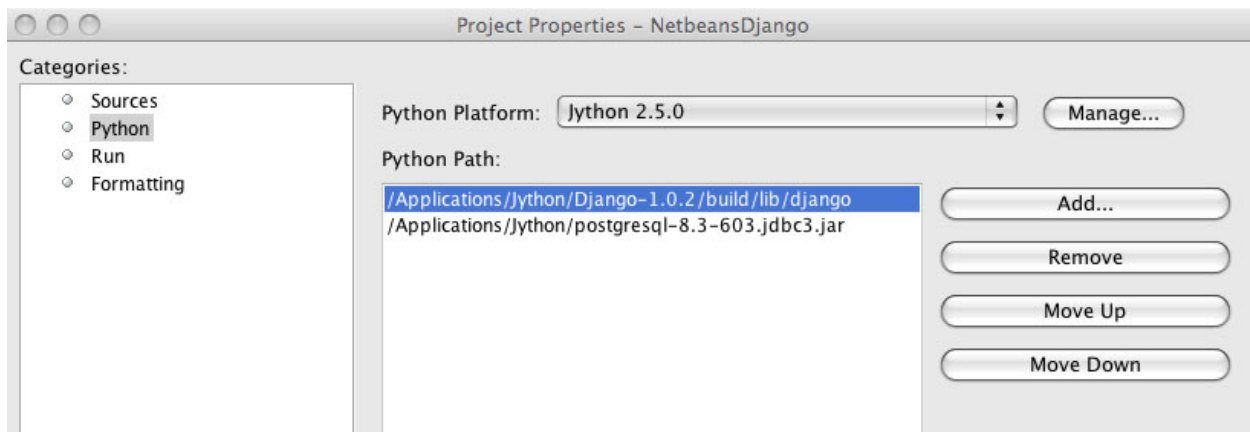 Project Properties – NetbeansDjango
Categories:
Sources
Python
Run
Formatting
Python Platform: Jython 2.5.0 Manage...
Python Path:
/Applications/Jython/Django-1.0.2/build/lib/django
/Applications/Jython/postgresql-8.3-603.jdbc3.jar
Add...
Remove
Move Up
Move Down